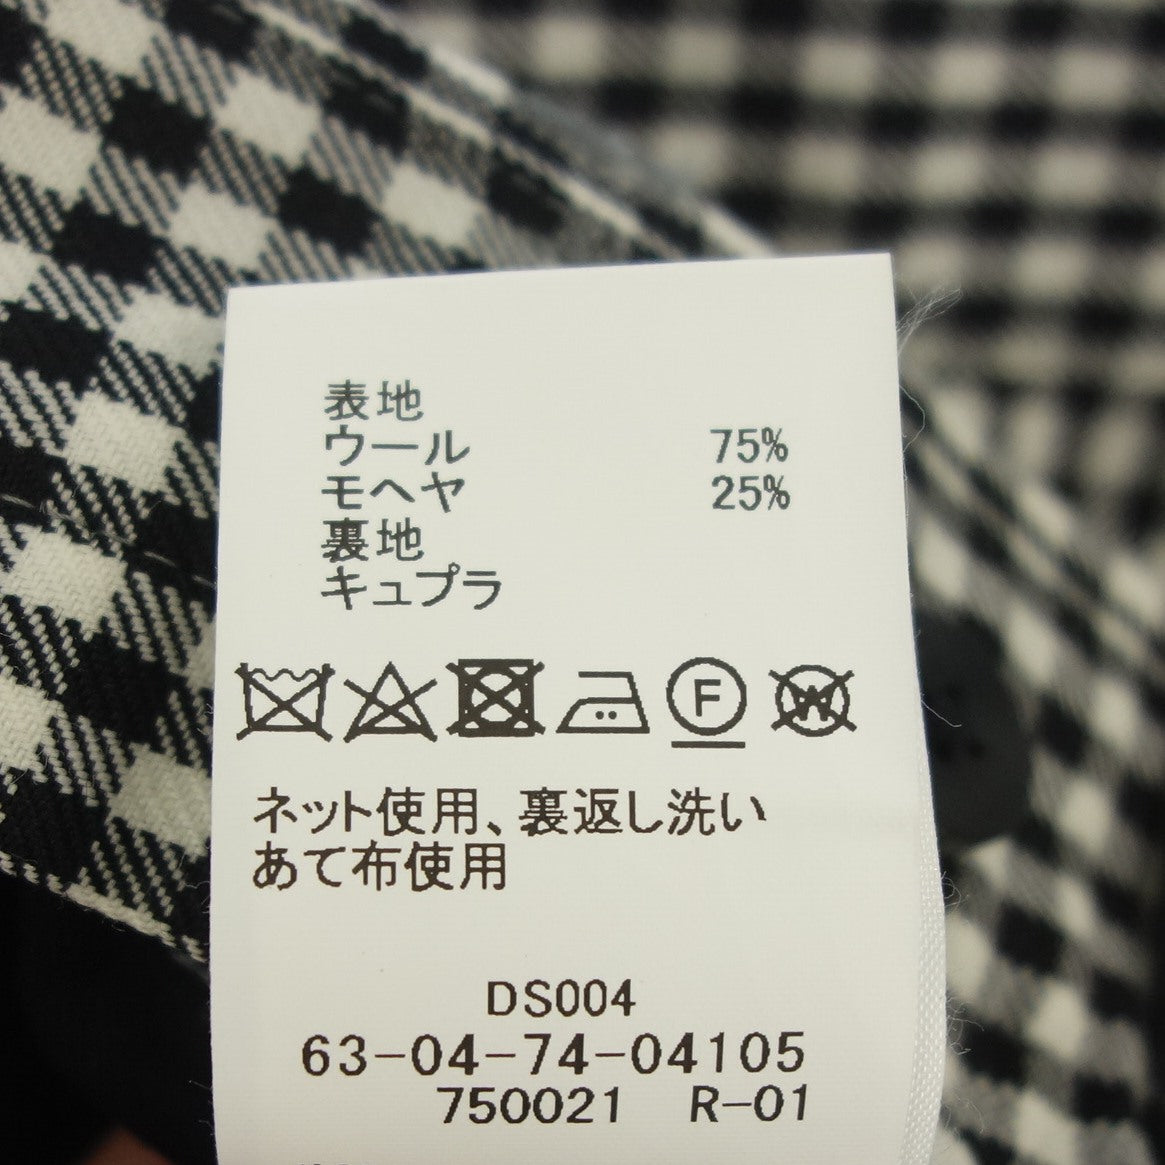 表地
ウール 75%
モヘヤ 25%
裏地
キュプラ
F W
ネット使用、裏返し洗い
あて布使用
DS004
63-04-74-04105
750021 R-01